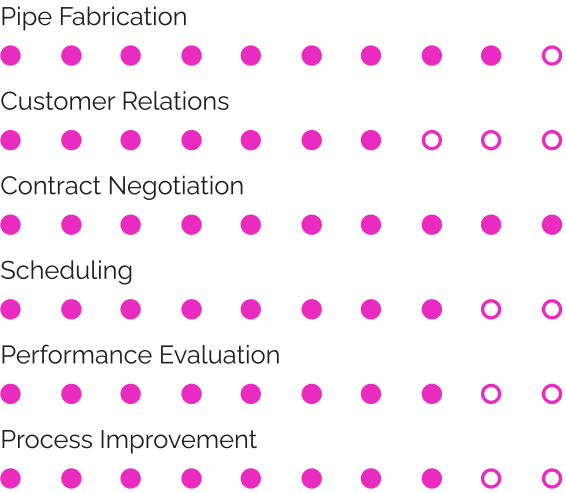 Pipe Fabrication
Customer Relations
Contract Negotiation
Scheduling
Performance Evaluation
Process Improvement